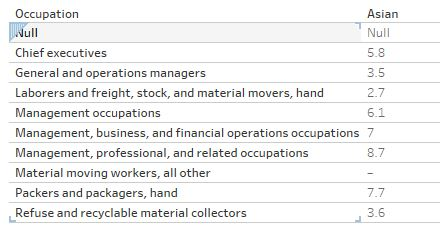 Occupation Asian
Null Null
Chief executives 5.8
General and operations managers 3.5
Laborers and freight, stock, and material movers, hand 2.7
Management occupations 6.1
Management, business, and financial operations occupations 7
Management, professional, and related occupations 8.7
Material moving workers, all other –
Packers and packagers, hand 7.7
Refuse and recyclable material collectors 3.6